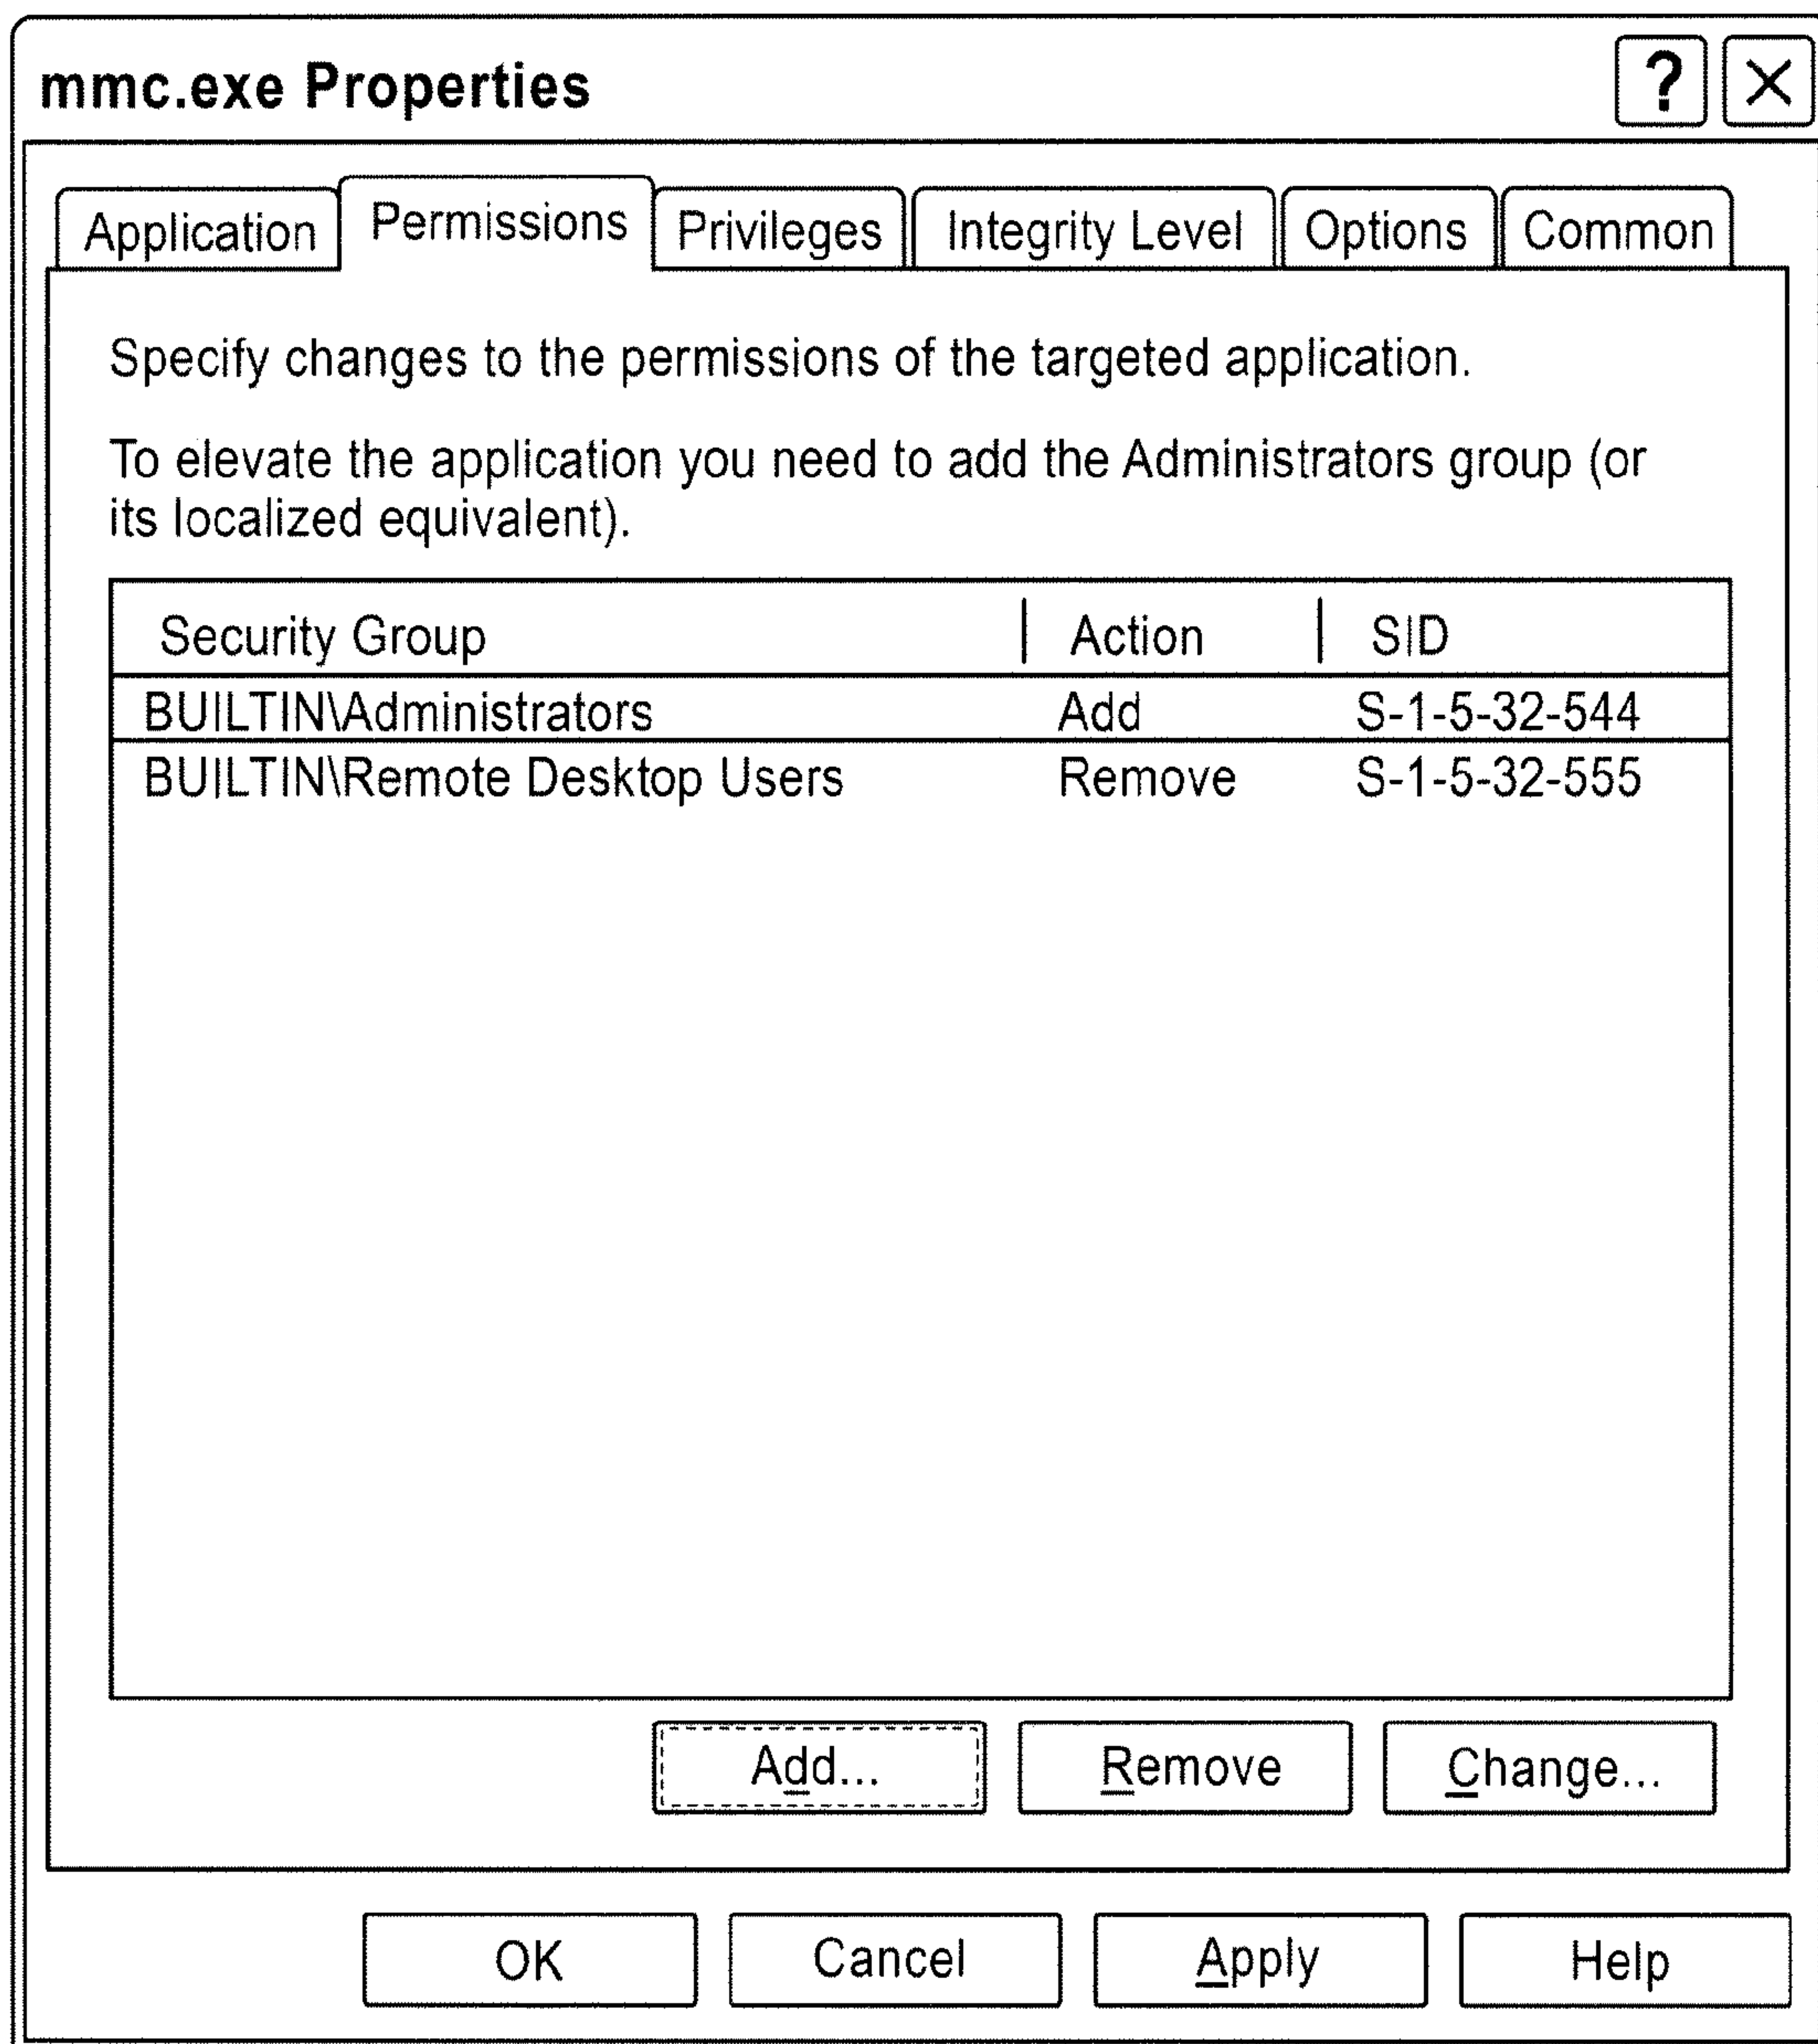 mmc.exe Properties ? ×
Application Permissions Privileges Integrity Level Options Common
Specify changes to the permissions of the targeted application.
To elevate the application you need to add the Administrators group (or
its localized equivalent).
Security Group Action SID
BUILTIN\Administrators Add S-1-5-32-544
BUILTIN\Remote Desktop Users Remove S-1-5-32-555
Add... Remove Change...
OK Cancel Apply Help